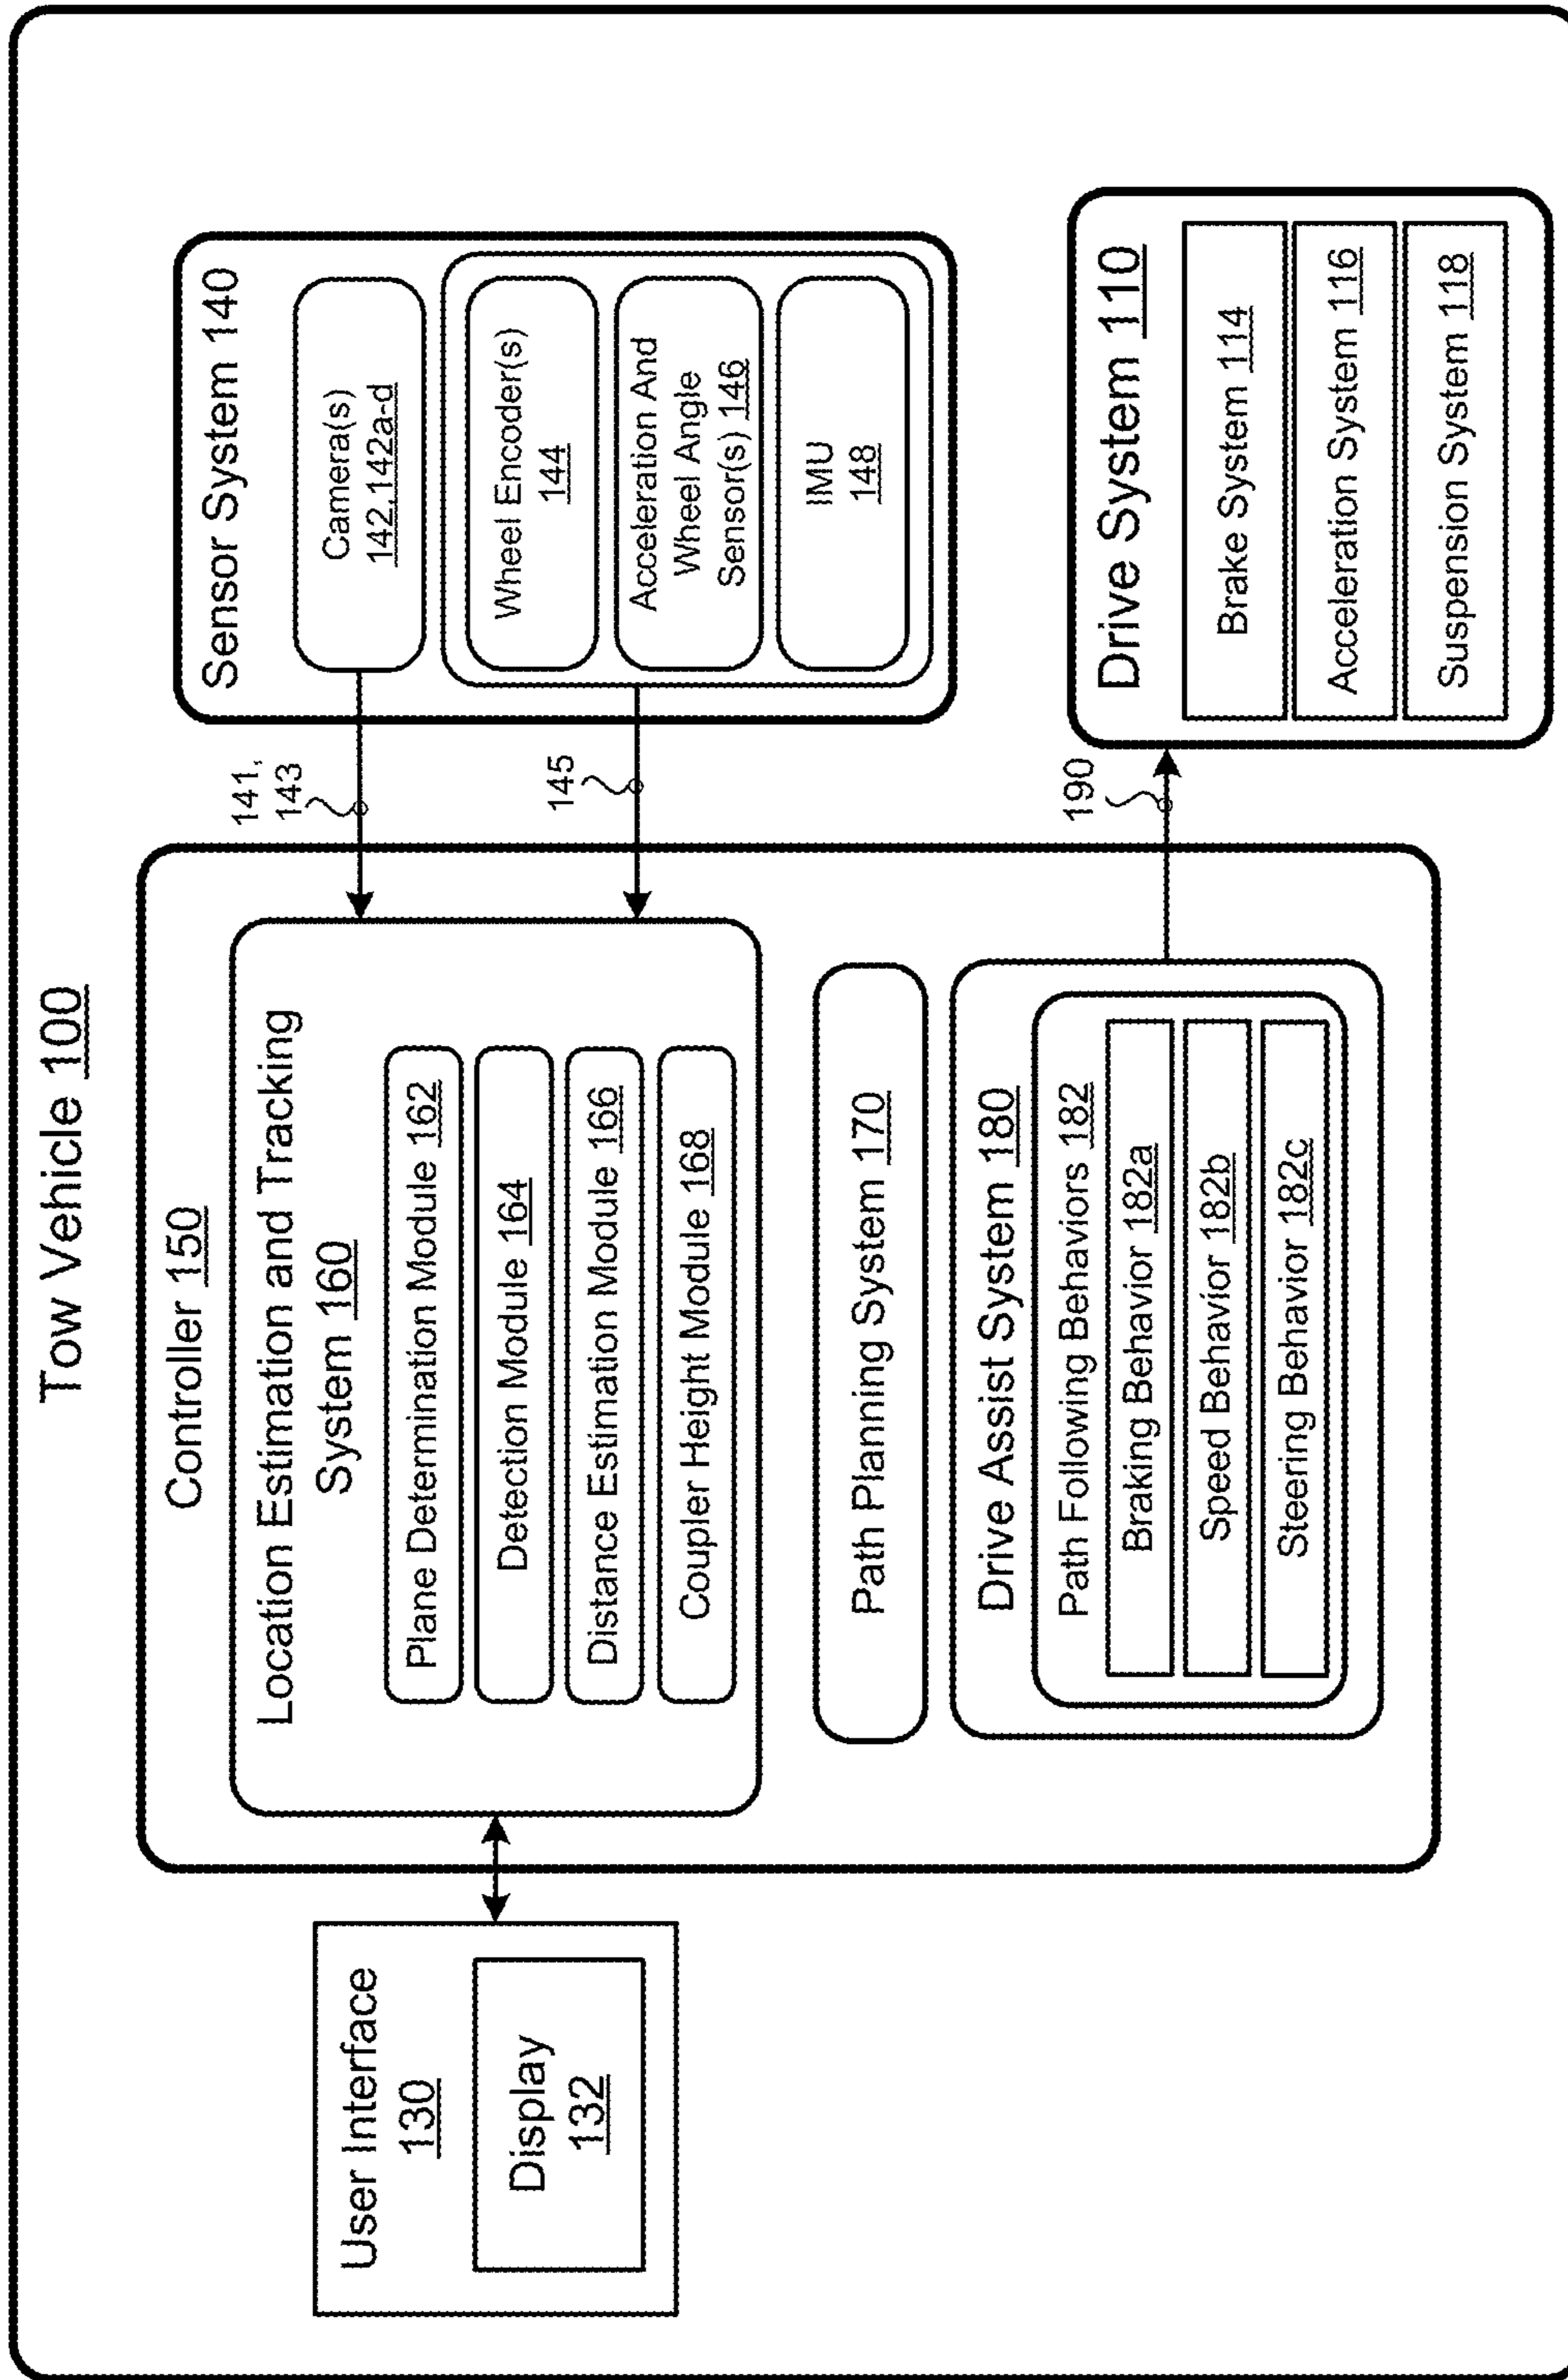 Tow Vehicle 100
User Interface
130
Display
132
Controller 150
Location Estimation and Tracking
System 160
Plane Determination Module 162
Detection Module 164
Distance Estimation Module 166
Coupler Height Module 168
Path Planning System 170
Drive Assist System 180
Path Following Behaviors 182
Braking Behavior 182a
Speed Behavior 182b
Steering Behavior 182c
141,
143
145
190
Sensor System 140
Camera(s)
142,142a-d
Wheel Encoder(s)
144
Acceleration And
Wheel Angle
Sensor(s) 146
IMU
148
Drive System 110
Brake System 114
Acceleration System 116
Suspension System 118